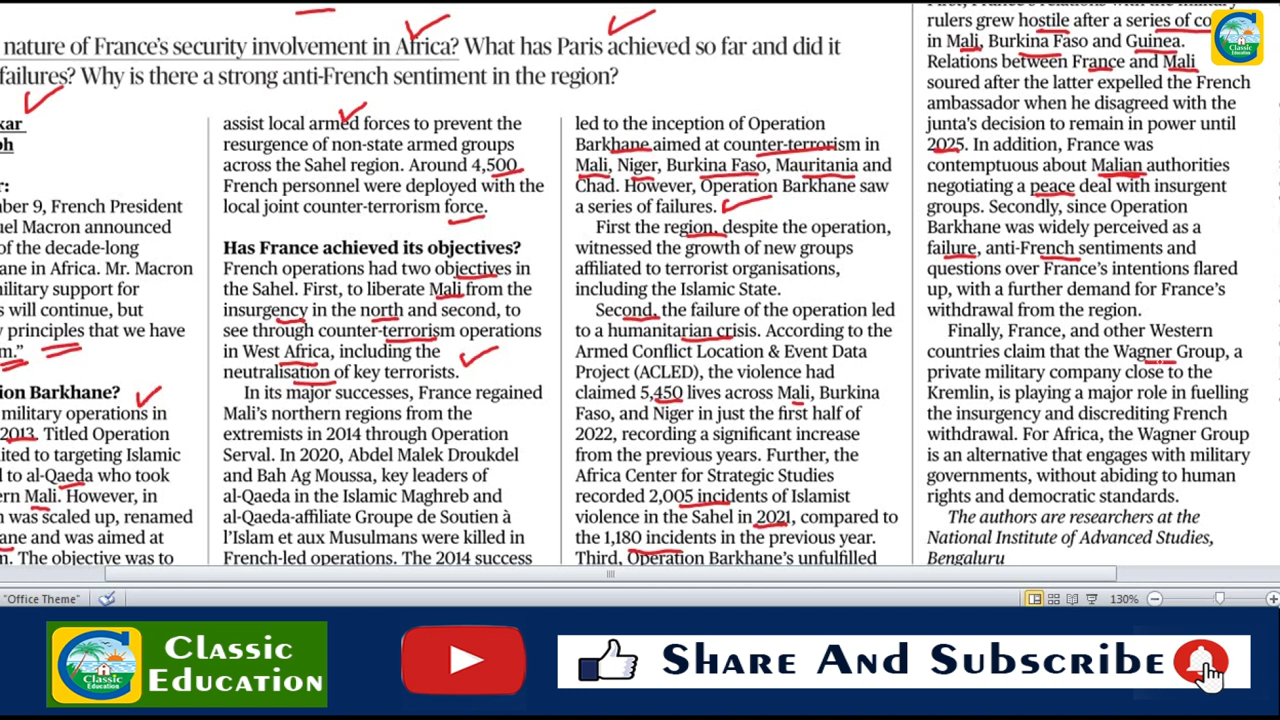 nature of France's security involvement in Africa? What has Paris achieved so far and did it
failures? Why is there a strong anti-French sentiment in the region?
mber 9, French President
uel Macron announced
of the decade-long
ane in Africa. Mr. Macron
military support for
s will continue, but
y principles that we have
m.”
ion Barkhane?
military operations in
2013. Titled Operation
ited to targeting Islamic
d to al-Qaeda who took
ern Mali. However, in
n was scaled up, renamed
ane and was aimed at
m. The objective was to
assist local armed forces to prevent the
resurgence of non-state armed groups
across the Sahel region. Around 4,500
French personnel were deployed with the
local joint counter-terrorism force.
Has France achieved its objectives?
French operations had two objectives in
the Sahel. First, to liberate Mali from the
insurgency in the north and second, to
see through counter-terrorism operations
in West Africa, including the
neutralisation of key terrorists.
In its major successes, France regained
Mali's northern regions from the
extremists in 2014 through Operation
Serval. In 2020, Abdel Malek Droukdel
and Bah Ag Moussa, key leaders of
al-Qaeda in the Islamic Maghreb and
al-Qaeda-affiliate Groupe de Soutien à
l'Islam et aux Musulmans were killed in
French-led operations. The 2014 success
led to the inception of Operation
Barkhane aimed at counter-terrorism in
Mali, Niger, Burkina Faso, Mauritania and
Chad. However, Operation Barkhane saw
a series of failures.
First the region, despite the operation,
witnessed the growth of new groups
affiliated to terrorist organisations,
including the Islamic State.
Second, the failure of the operation led
to a humanitarian crisis. According to the
Armed Conflict Location & Event Data
Project (ACLED), the violence had
claimed 5,450 lives across Mali, Burkina
Faso, and Niger in just the first half of
2022, recording a significant increase
from the previous years. Further, the
Africa Center for Strategic Studies
recorded 2,005 incidents of Islamist
violence in the Sahel in 2021, compared to
the 1,180 incidents in the previous year.
Third, Operation Barkhane's unfulfilled
First, France's relations with the military
rulers grew hostile after a series of co
in Mali, Burkina Faso and Guinea.
Relations between France and Mali
soured after the latter expelled the French
ambassador when he disagreed with the
junta's decision to remain in power until
2025. In addition, France was
contemptuous about Malian authorities
negotiating a peace deal with insurgent
groups. Secondly, since Operation
Barkhane was widely perceived as a
failure, anti-French sentiments and
questions over France's intentions flared
up, with a further demand for France's
withdrawal from the region.
Finally, France, and other Western
countries claim that the Wagner Group, a
private military company close to the
Kremlin, is playing a major role in fuelling
the insurgency and discrediting French
withdrawal. For Africa, the Wagner Group
is an alternative that engages with military
governments, without abiding to human
rights and democratic standards.
The authors are researchers at the
National Institute of Advanced Studies,
Bengaluru
Classic
Education
"Office Theme"
130%
Classic
Education
Classic
Education
Share And Subscribe